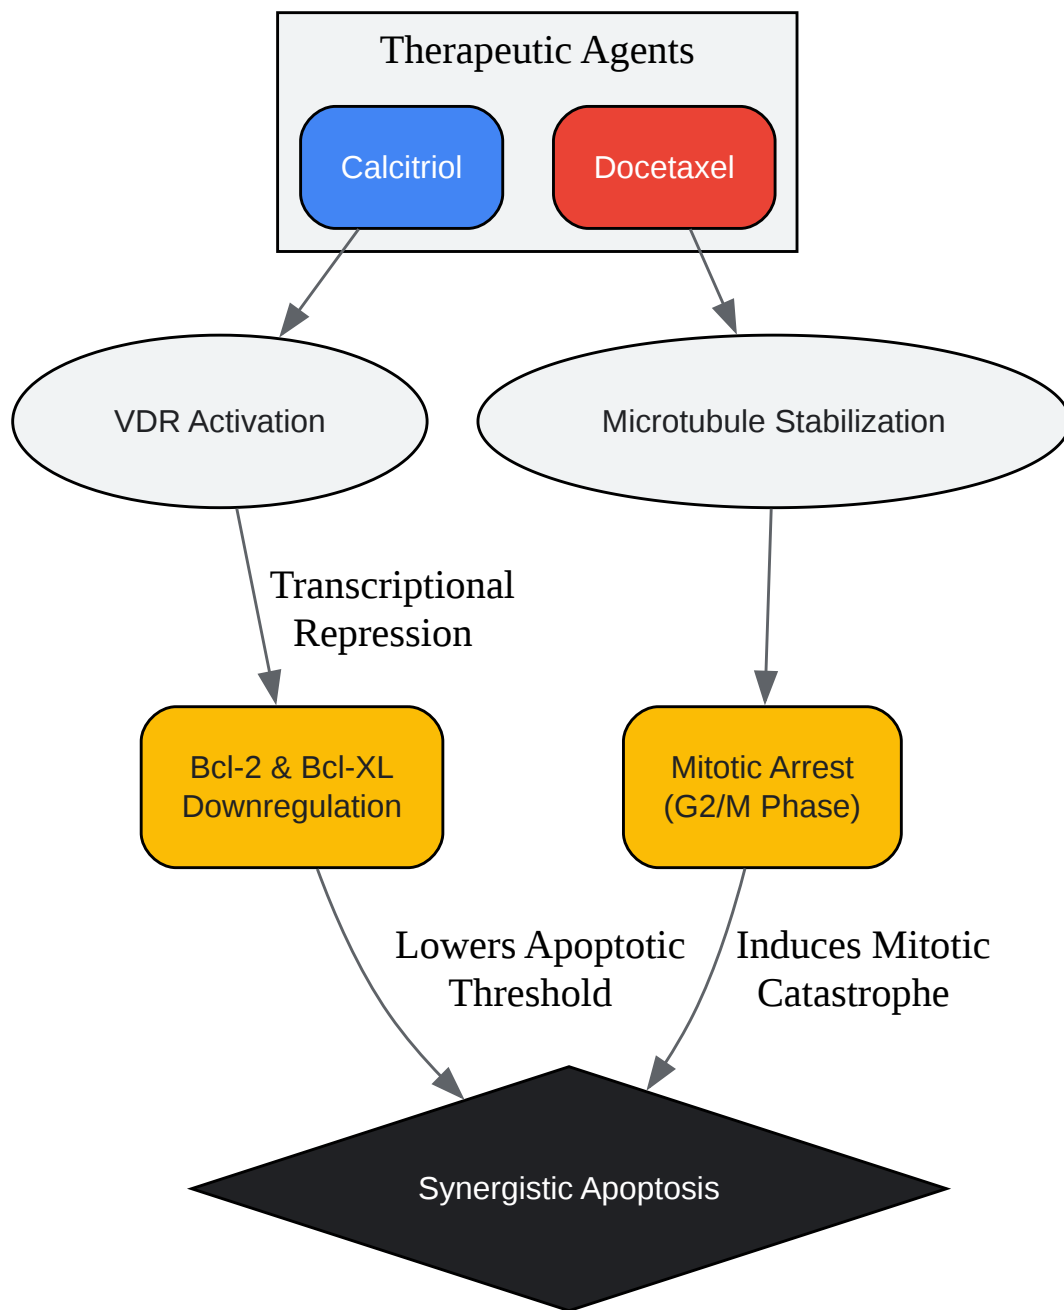 Therapeutic Agents
Calcitriol
Docetaxel
VDR Activation
Microtubule Stabilization
Transcriptional
Repression
Bcl-2 & Bcl-XL
Downregulation
Mitotic Arrest
(G2/M Phase)
Lowers Apoptotic
Threshold
Induces Mitotic
Catastrophe
Synergistic Apoptosis